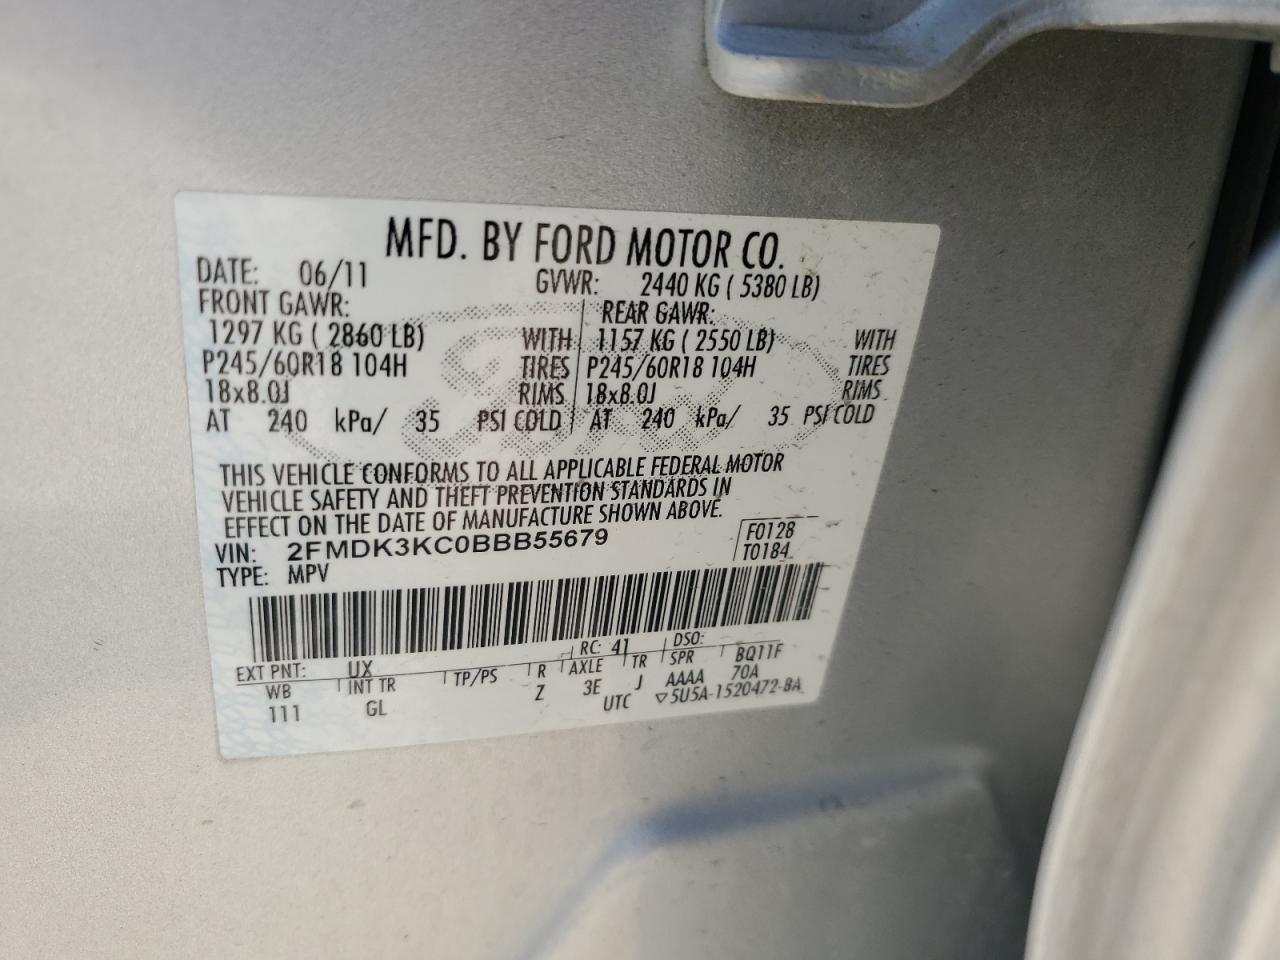 MFD. BY FORD MOTOR CO.
DATE: 06/11 GVWR: 2440 KG ( 5380 LB)
FRONT GAWR: REAR GAWR:
1297 KG ( 2860 LB) WITH 1157 KG ( 2550 LB) WITH
P245/60R18 104H TIRES P245/60R18 104H TIRES
18x8.0J RIMS 18x8.0J RIMS
AT 240 kPa/ 35 PSI COLD AT 240 kPa/ 35 PSI COLD
THIS VEHICLE CONFORMS TO ALL APPLICABLE FEDERAL MOTOR
VEHICLE SAFETY AND THEFT PREVENTION STANDARDS IN
EFFECT ON THE DATE OF MANUFACTURE SHOWN ABOVE.
VIN: 2FMDK3KC0BBB55679 F0128
TYPE: MPV T0184
EXT PNT: UX RC: 41 DSO:
WB INT TR TP/PS R AXLE TR SPR BQ11F
111 GL Z 3E J AAAA 70A
UTC ▽5U5A-1520472-BA